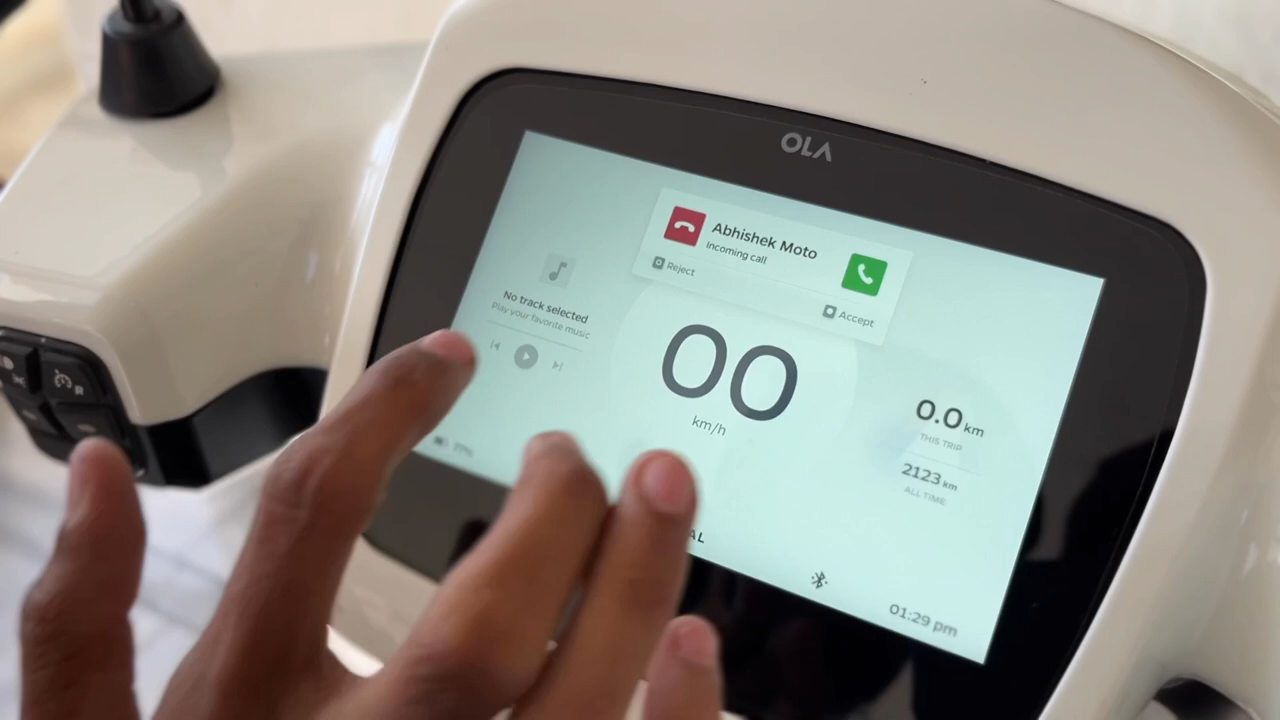 OLA
Abhishek Moto
Incoming call
Reject
Accept
No track selected
Play your favorite music
00
km/h
0.0 km
THIS TRIP
2123 km
ALL TIME
AL
01:29 pm
R